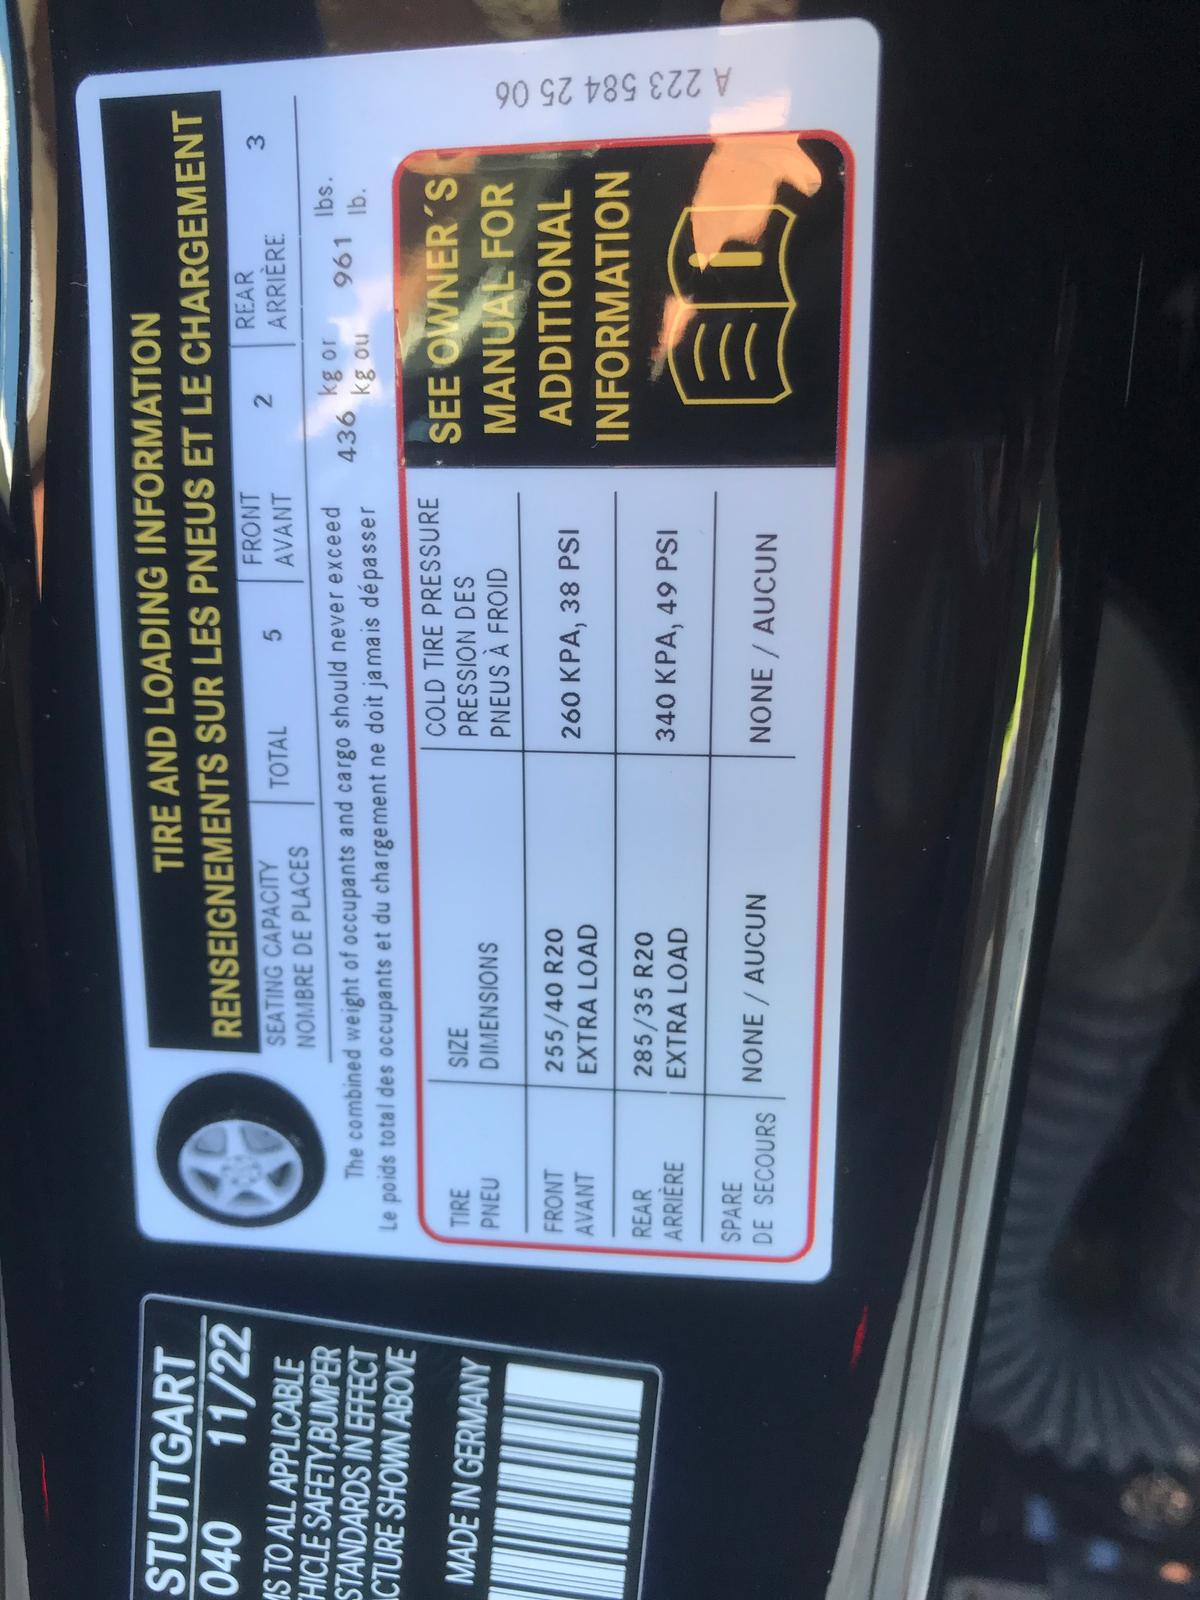 TIRE AND LOADING INFORMATION
RENSEIGNEMENTS SUR LES PNEUS ET LE CHARGEMENT
SEATING CAPACITY
NOMBRE DE PLACES
TOTAL 5
FRONT
AVANT
2
REAR
ARRIÈRE
3
The combined weight of occupants and cargo should never exceed 436 kg or 961 lbs.
Le poids total des occupants et du chargement ne doit jamais dépasser kg ou lb.
TIRE
PNEU
SIZE
DIMENSIONS
COLD TIRE PRESSURE
PRESSION DES
PNEUS À FROID
FRONT
AVANT
255/40 R20
EXTRA LOAD
260 KPA, 38 PSI
REAR
ARRIÈRE
285/35 R20
EXTRA LOAD
340 KPA, 49 PSI
SPARE
DE SECOURS
NONE / AUCUN
NONE / AUCUN
SEE OWNER´S
MANUAL FOR
ADDITIONAL
INFORMATION
A 223 584 25 06
STUTTGART
040 11/22
TO ALL APPLICABLE
SAFETY,BUMPER
STANDARDS IN EFFECT
SHOWN ABOVE
MADE IN GERMANY